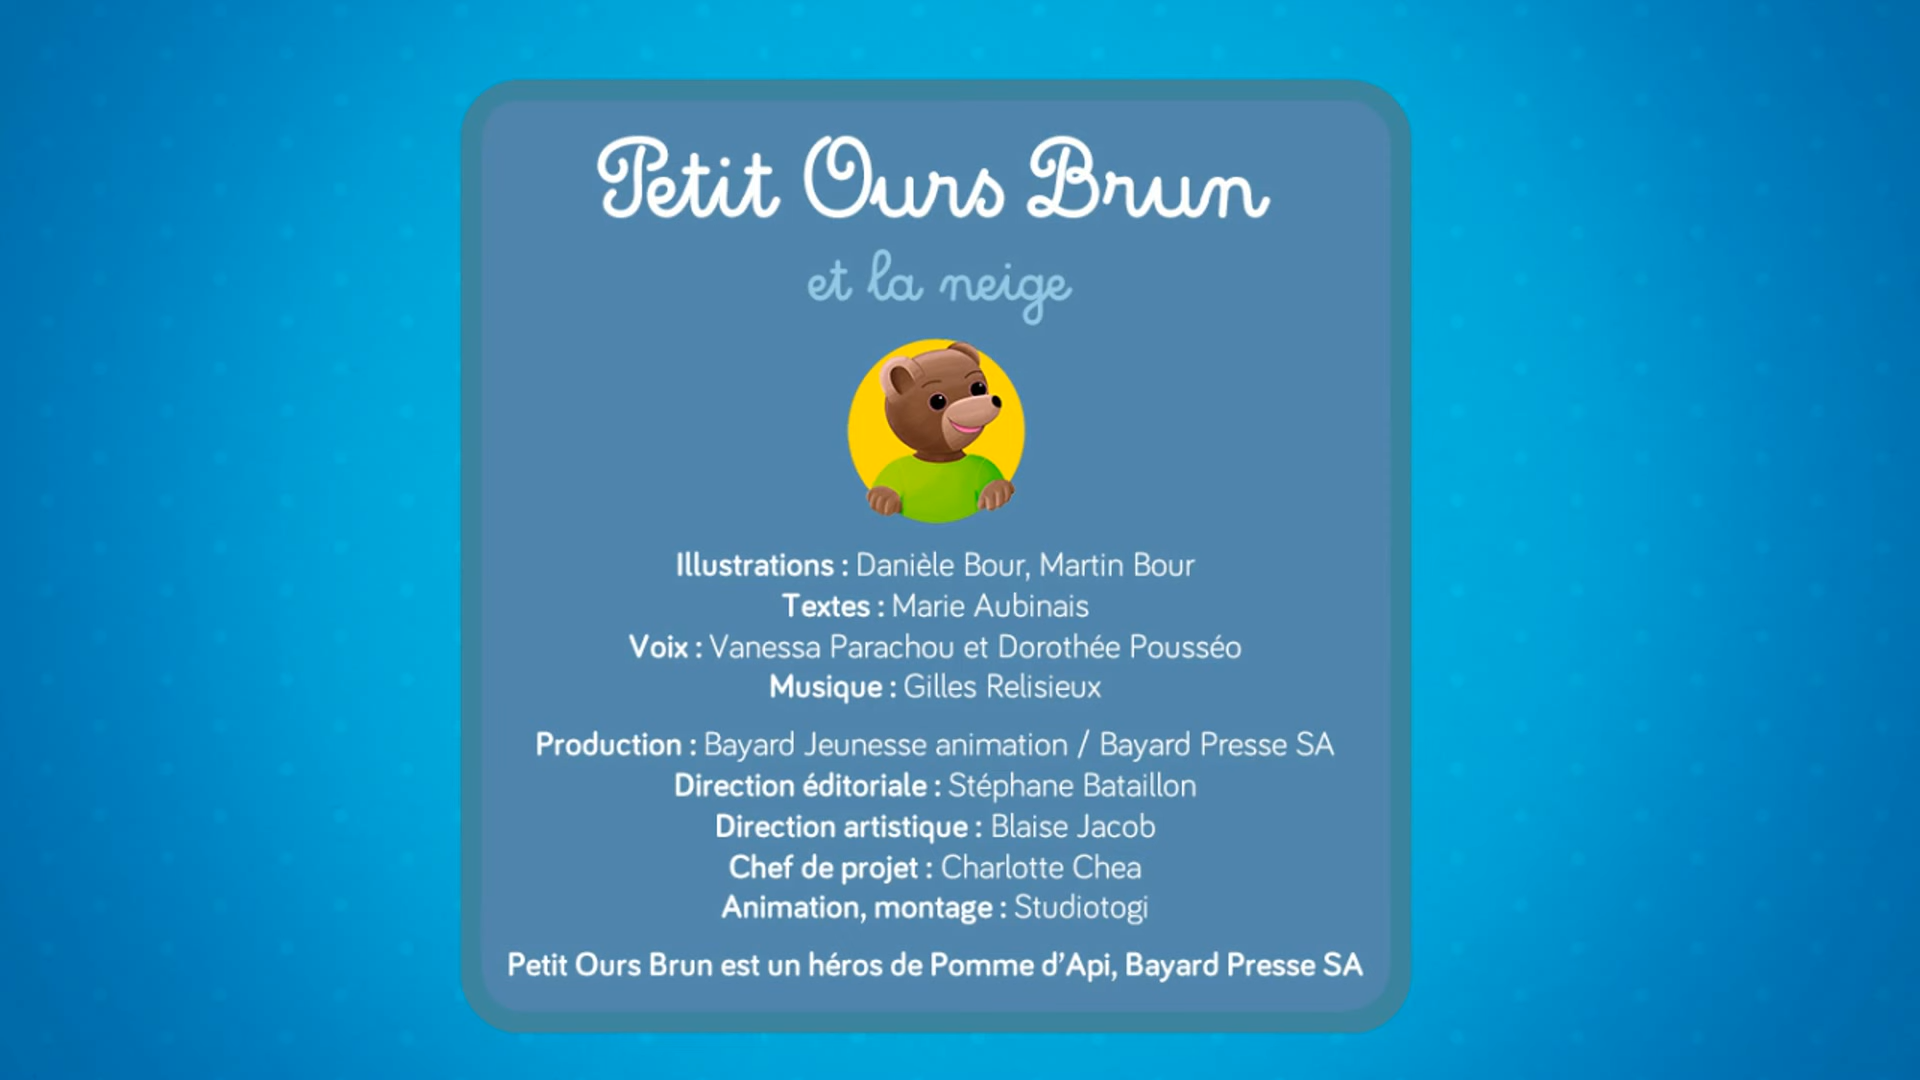 Petit Ours Brun
et la neige
Illustrations : Danièle Bour, Martin Bour
Textes : Marie Aubinais
Voix : Vanessa Parachou et Dorothée Pousséo
Musique : Gilles Relisieux
Production : Bayard Jeunesse animation / Bayard Presse SA
Direction éditoriale : Stéphane Bataillon
Direction artistique : Blaise Jacob
Chef de projet : Charlotte Chea
Animation, montage : Studiotogi
Petit Ours Brun est un héros de Pomme d’Api, Bayard Presse SA